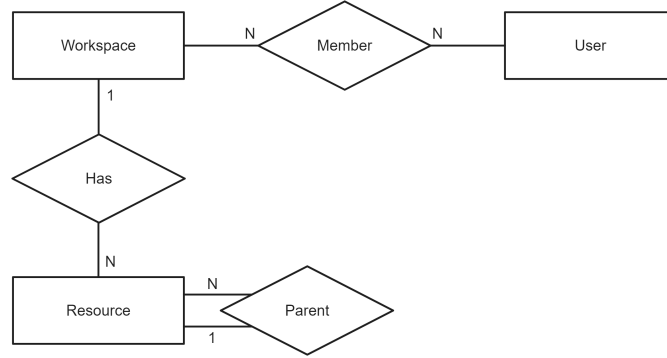 Workspace
N
Member
N
User
1
Has
N
Resource
N
1
Parent